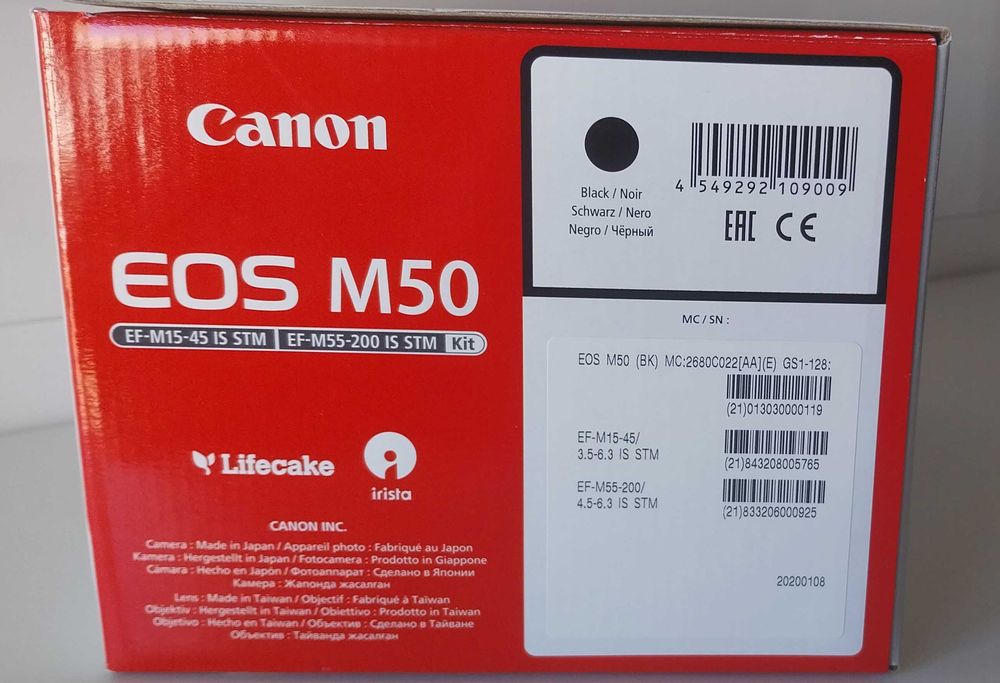 Canon
EOS M50
EF-M15-45 IS STM | EF-M55-200 IS STM Kit
Lifecake
irista
CANON INC.
Camera : Made in Japan / Appareil photo : Fabriqué au Japon
Kamera : Hergestellt in Japan / Fotocamera : Prodotto in Giappone
Cámara : Hecho en Japón / Фотоаппарат : Сделано в Японии
Камера : Жапонда жасалған
Lens : Made in Taiwan / Objectif : Fabriqué à Taïwan
Objektiv : Hergestellt in Taiwan / Obiettivo : Prodotto in Taiwan
Objetivo : Hecho en Taiwan / Объектив : Сделано в Тайване
Объектив : Тайванда жасалған
Black / Noir
Schwarz / Nero
Negro / Чёрный
4 549292 109009
EAC CE
MC / SN :
EOS M50 (BK) MC:2680C022[AA](E) GS1-128:
(21)013030000119
EF-M15-45/
3.5-6.3 IS STM
(21)843208005765
EF-M55-200/
4.5-6.3 IS STM
(21)833206000925
20200108